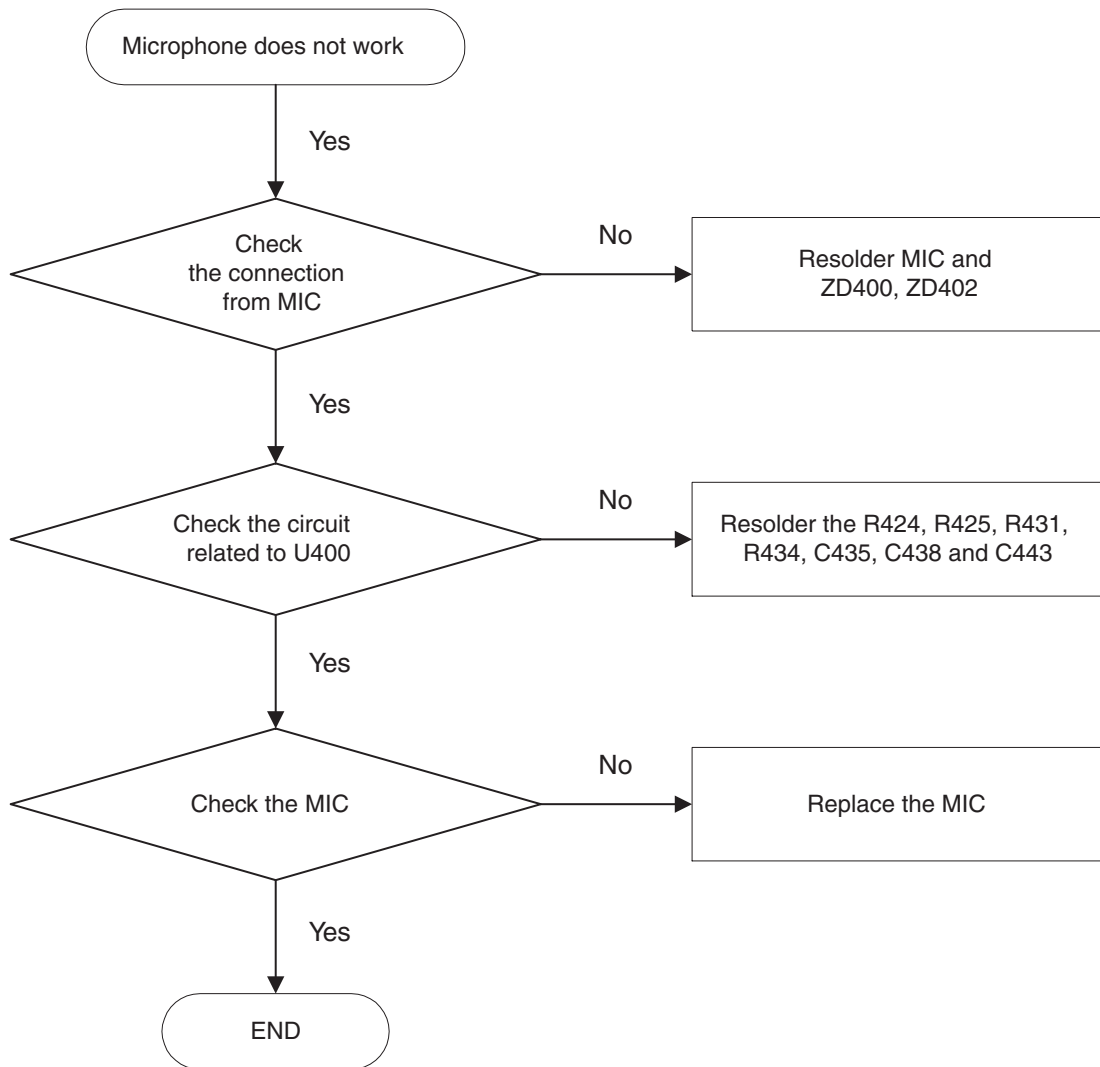 Microphone does not work
Yes
Check
the connection
from MIC
No
Resolder MIC and
ZD400, ZD402
Yes
Check the circuit
related to U400
No
Resolder the R424, R425, R431,
R434, C435, C438 and C443
Yes
Check the MIC
No
Replace the MIC
Yes
END